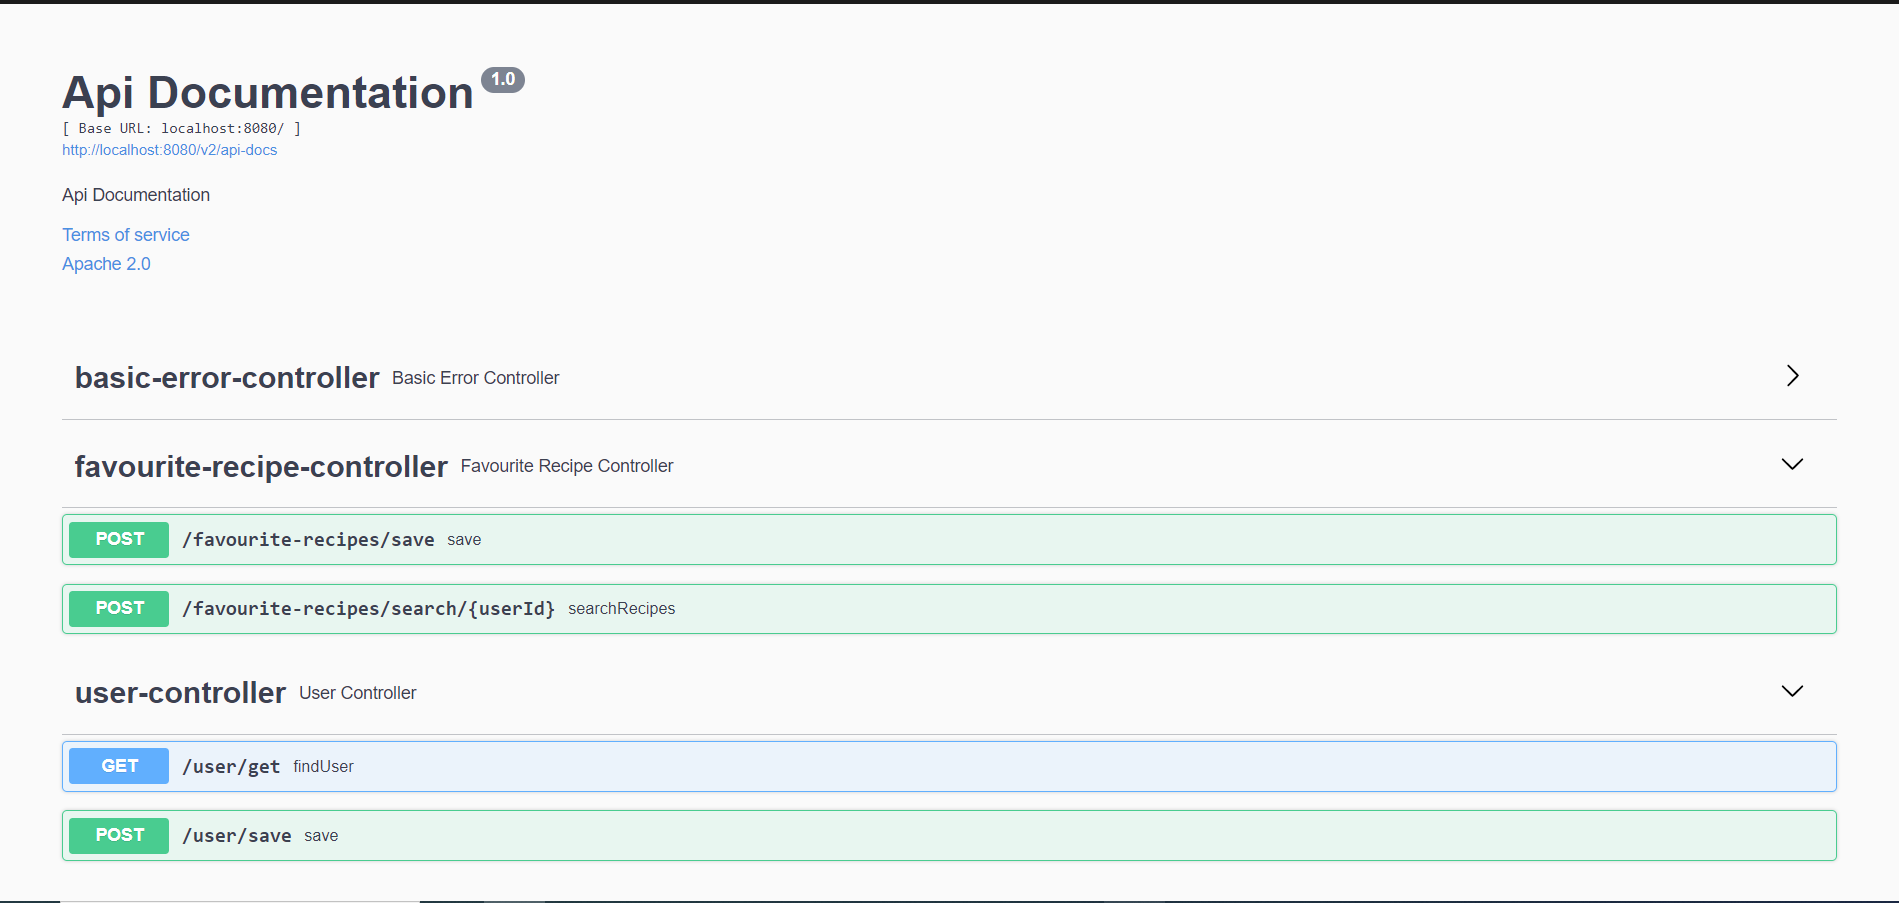 Api Documentation 1.0
[ Base URL: localhost:8080/ ]
http://localhost:8080/v2/api-docs
Api Documentation
Terms of service
Apache 2.0
basic-error-controller Basic Error Controller
favourite-recipe-controller Favourite Recipe Controller
POST /favourite-recipes/save save
POST /favourite-recipes/search/{userId} searchRecipes
user-controller User Controller
GET /user/get findUser
POST /user/save save